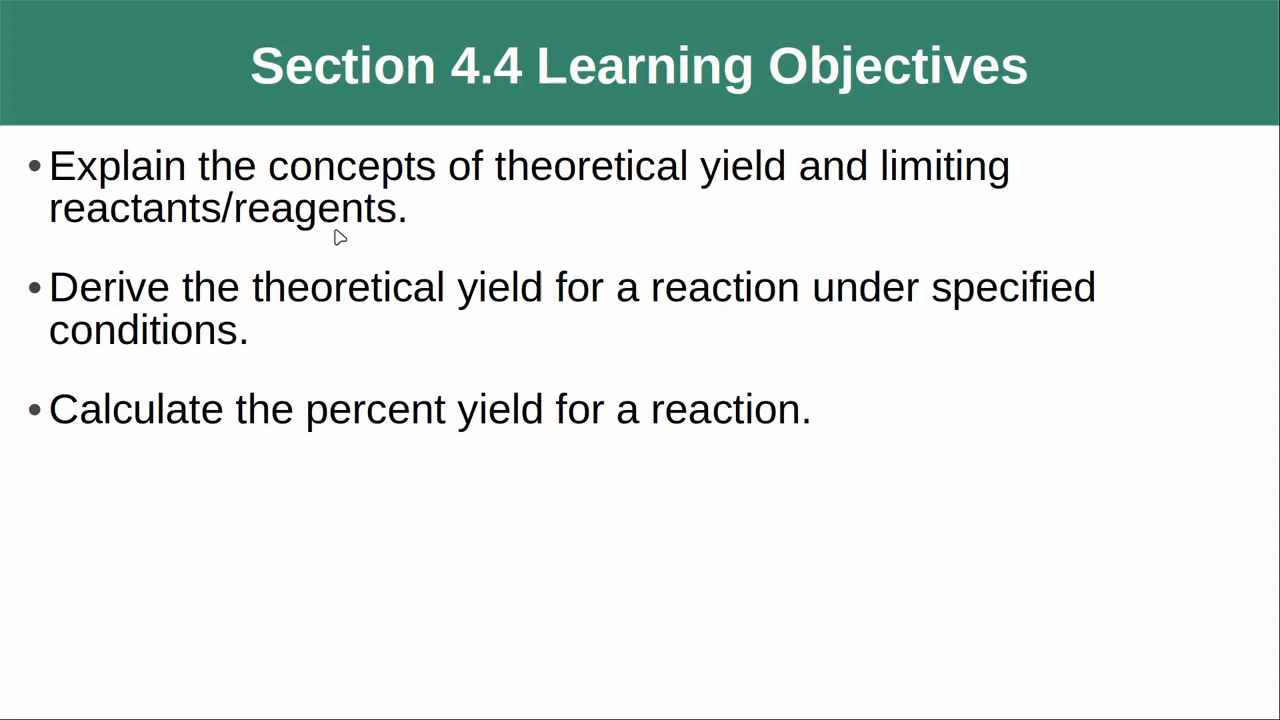 Section 4.4 Learning Objectives
•Explain the concepts of theoretical yield and limiting
reactants/reagents.
•Derive the theoretical yield for a reaction under specified
conditions.
•Calculate the percent yield for a reaction.